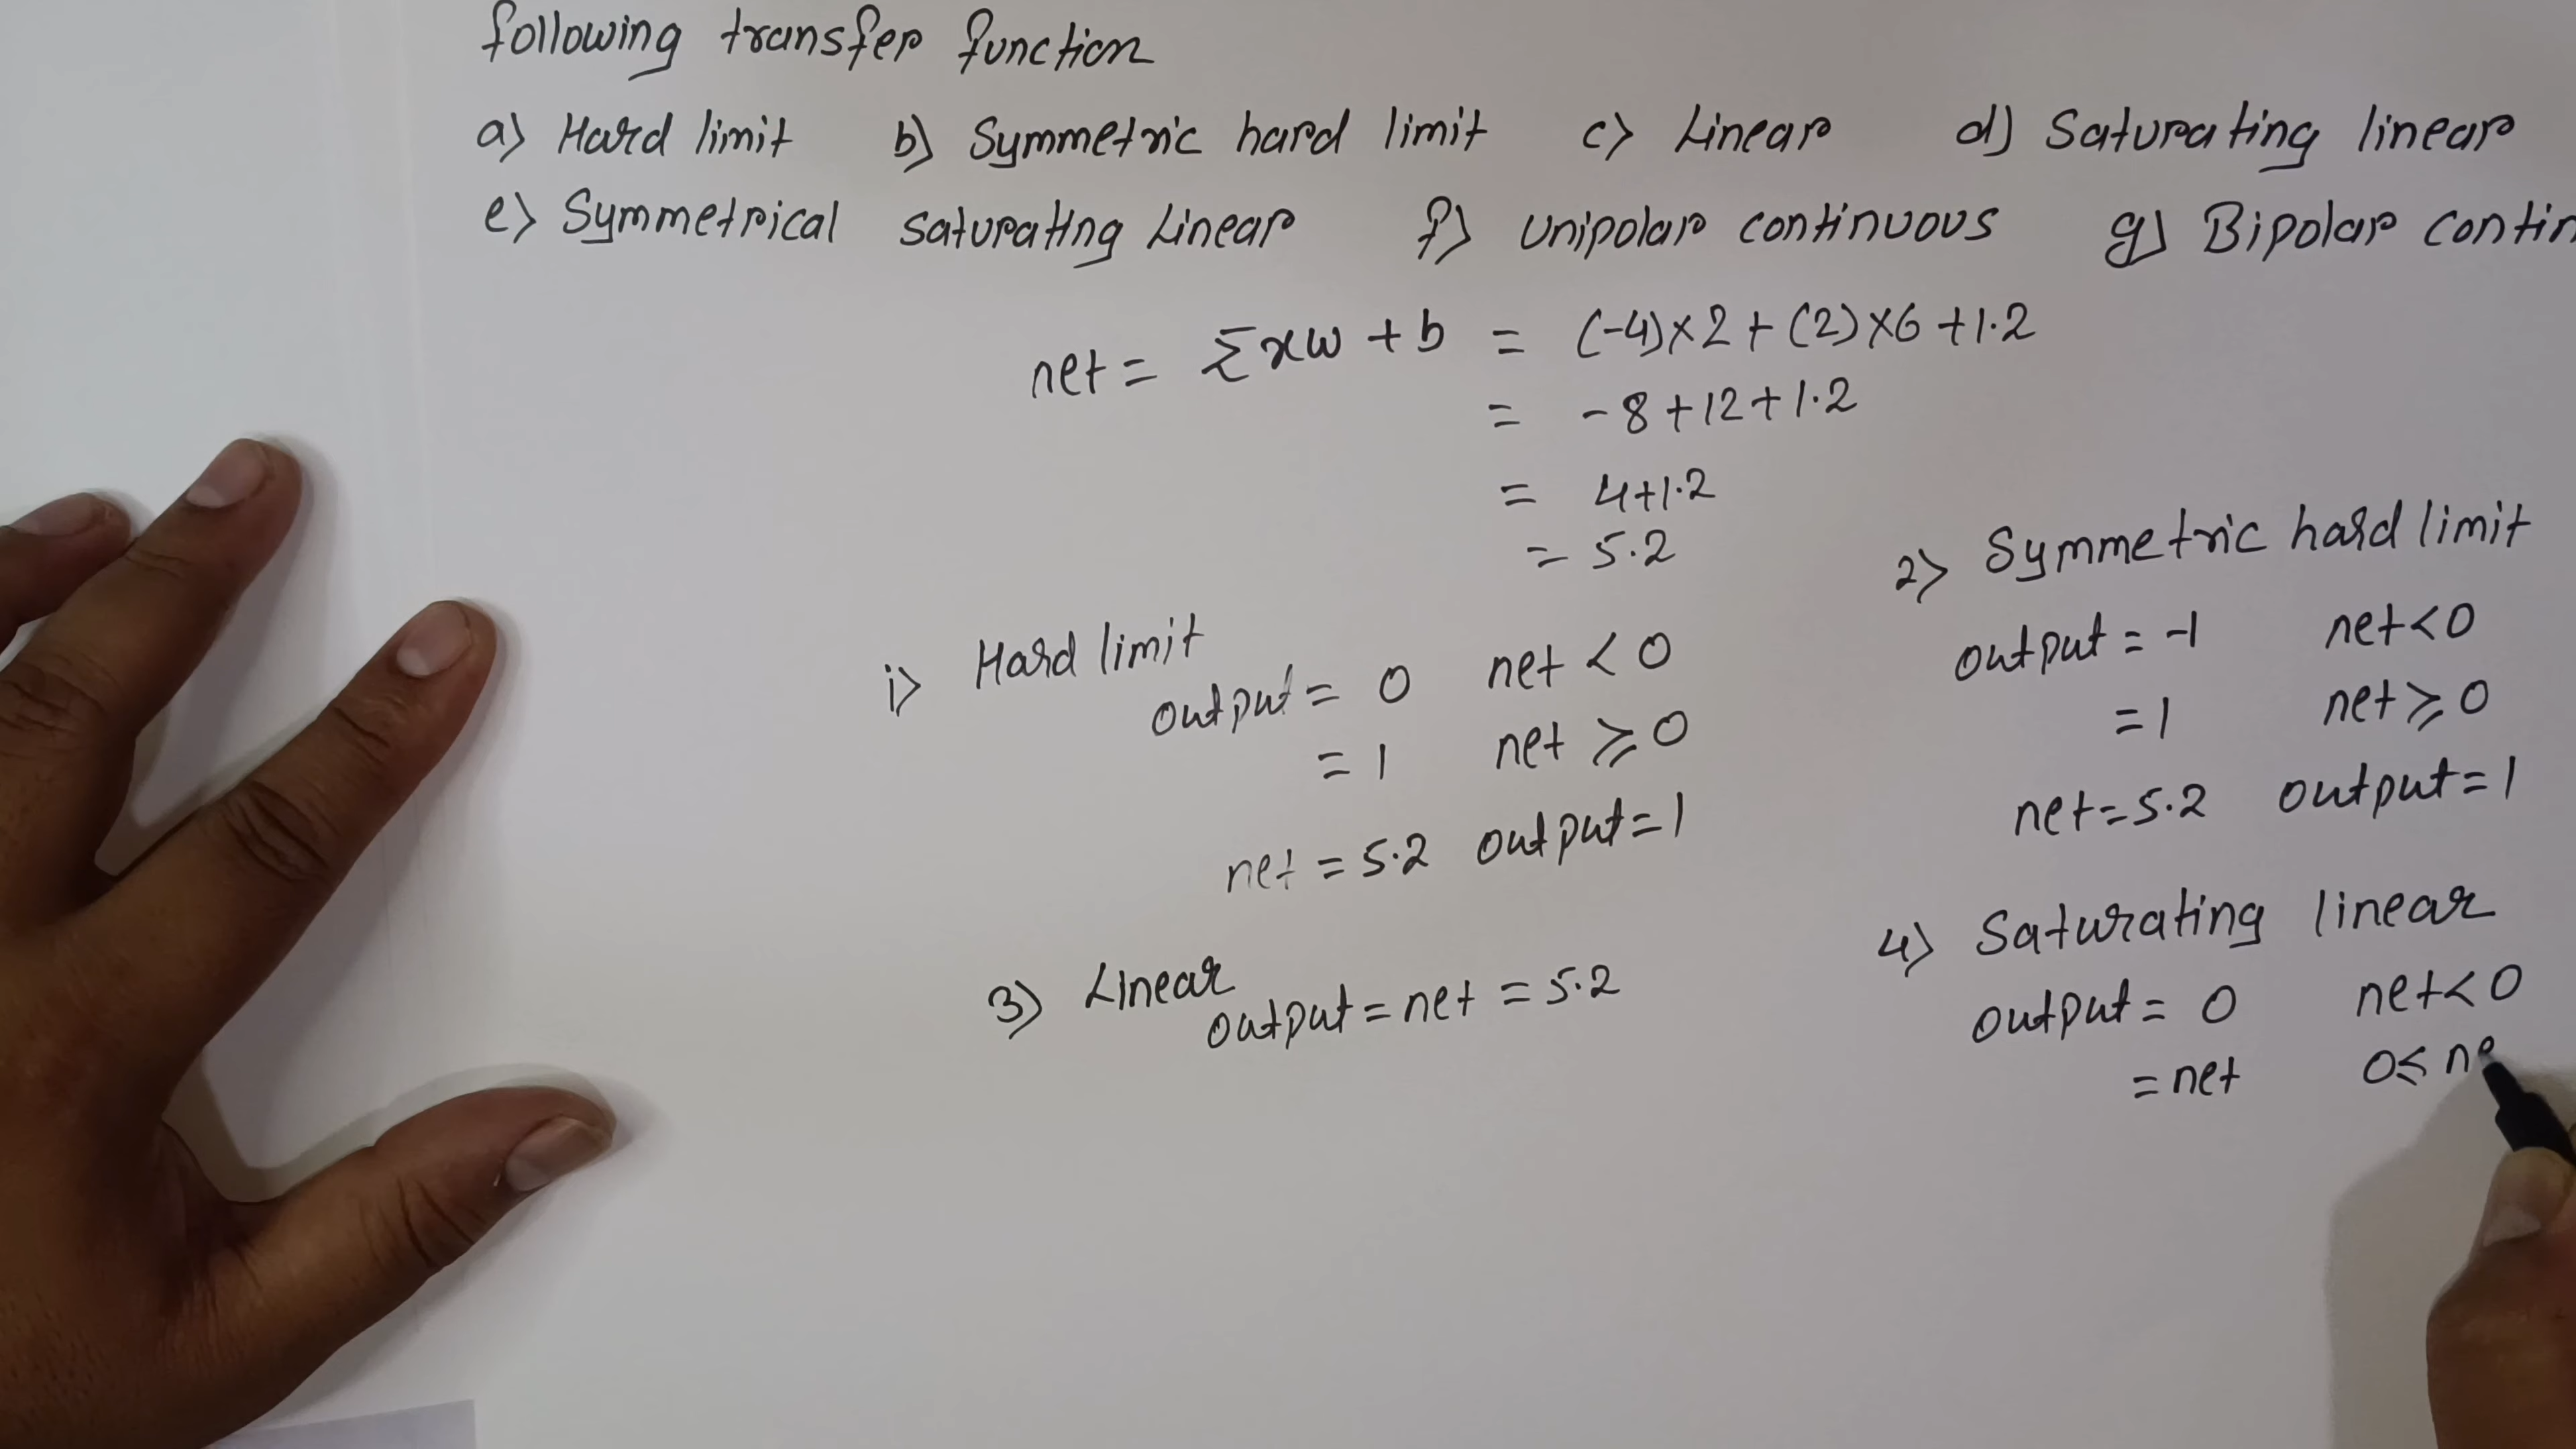 following transfer function
a) Hard limit b) Symmetric hard limit c) Linear d) Saturating linear
e) Symmetrical saturating Linear f) unipolar continuous g) Bipolar contin
net = Σxw + b = (-4)×2 + (2)×6 + 1.2
= -8+12+1.2
= 4+1.2
= 5.2
i) Hard limit
output = 0 net < 0
= 1 net ⩾ 0
net = 5.2 output = 1
2) Symmetric hard limit
output = -1 net < 0
= 1 net ⩾ 0
net = 5.2 output = 1
3) Linear
output = net = 5.2
4) Saturating linear
output = 0 net < 0
= net 0 ⩽ ne